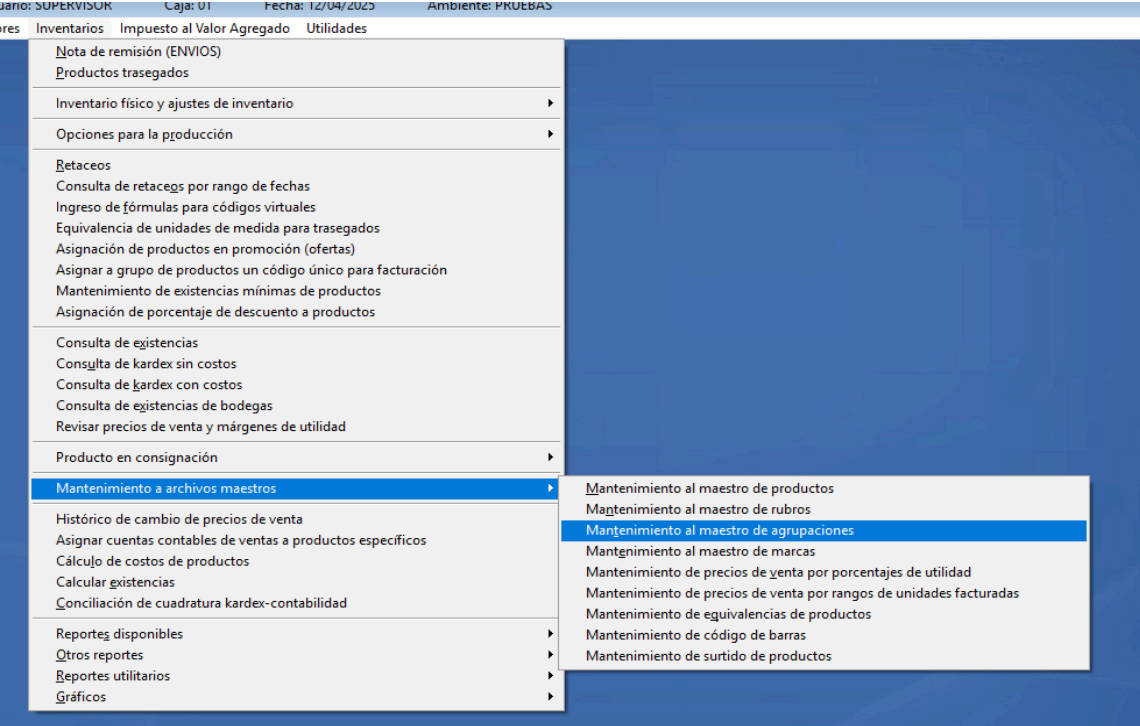 uario: SUPERVISOR Caja: 01 Fecha: 12/04/2025 Ambiente: PRUEBAS
ores Inventarios Impuesto al Valor Agregado Utilidades
Nota de remisión (ENVIOS)
Productos trasegados
Inventario físico y ajustes de inventario
Opciones para la producción
Retaceos
Consulta de retaceos por rango de fechas
Ingreso de fórmulas para códigos virtuales
Equivalencia de unidades de medida para trasegados
Asignación de productos en promoción (ofertas)
Asignar a grupo de productos un código único para facturación
Mantenimiento de existencias mínimas de productos
Asignación de porcentaje de descuento a productos
Consulta de existencias
Consulta de kardex sin costos
Consulta de kardex con costos
Consulta de existencias de bodegas
Revisar precios de venta y márgenes de utilidad
Producto en consignación
Mantenimiento a archivos maestros
Histórico de cambio de precios de venta
Asignar cuentas contables de ventas a productos específicos
Cálculo de costos de productos
Calcular existencias
Conciliación de cuadratura kardex-contabilidad
Reportes disponibles
Otros reportes
Reportes utilitarios
Gráficos
Mantenimiento al maestro de productos
Mantenimiento al maestro de rubros
Mantenimiento al maestro de agrupaciones
Mantenimiento al maestro de marcas
Mantenimiento de precios de venta por porcentajes de utilidad
Mantenimiento de precios de venta por rangos de unidades facturadas
Mantenimiento de equivalencias de productos
Mantenimiento de código de barras
Mantenimiento de surtido de productos